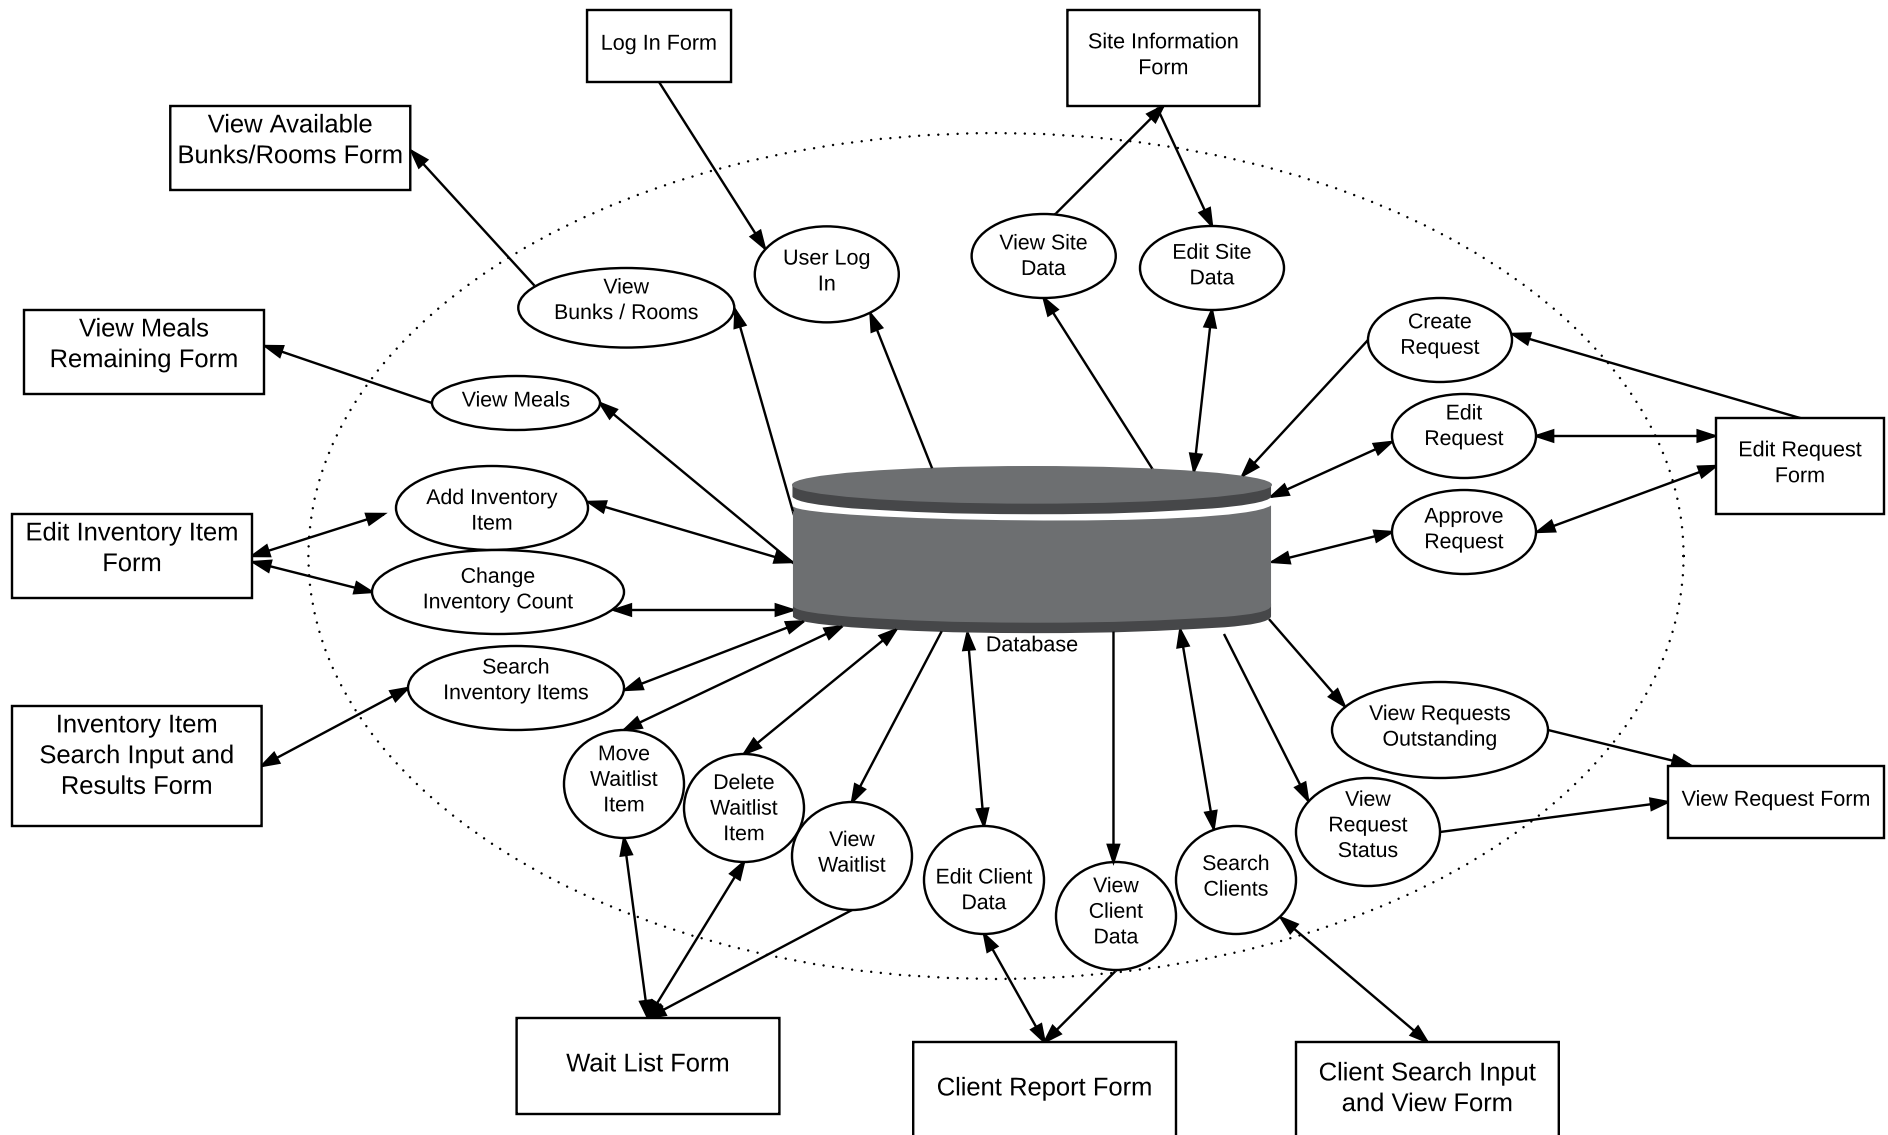 Log In Form
Site Information
Form
View Available
Bunks/Rooms Form
User Log
In
View Site
Data
Edit Site
Data
View
Bunks / Rooms
View Meals
Remaining Form
Create
Request
View Meals
Edit
Request
Edit Request
Form
Add Inventory
Item
Approve
Request
Edit Inventory Item
Form
Change
Inventory Count
Database
Search
Inventory Items
Inventory Item
Search Input and
Results Form
View Requests
Outstanding
Move
Waitlist
Item
Delete
Waitlist
Item
View
Waitlist
View
Request
Status
View Request Form
Edit Client
Data
View
Client
Data
Search
Clients
Wait List Form
Client Report Form
Client Search Input
and View Form